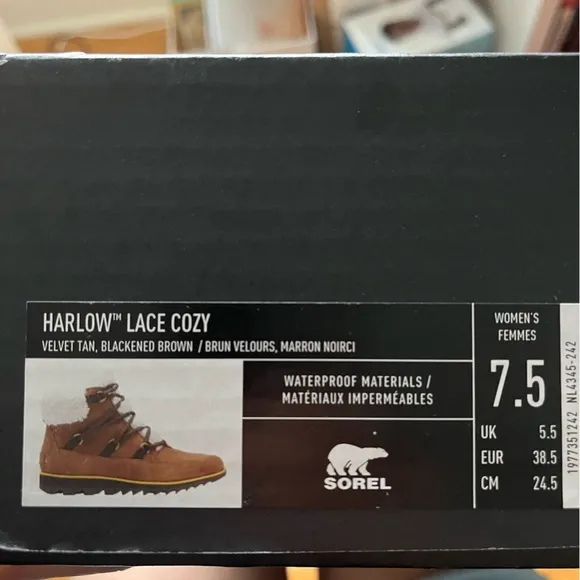 HARLOW™ LACE COZY
VELVET TAN, BLACKENED BROWN / BRUN VELOURS, MARRON NOIRCI
WATERPROOF MATERIALS /
MATÉRIAUX IMPERMÉABLES
SOREL
WOMEN'S
FEMMES
7.5
UK 5.5
EUR 38.5
CM 24.5
1977351242 NL4345-242